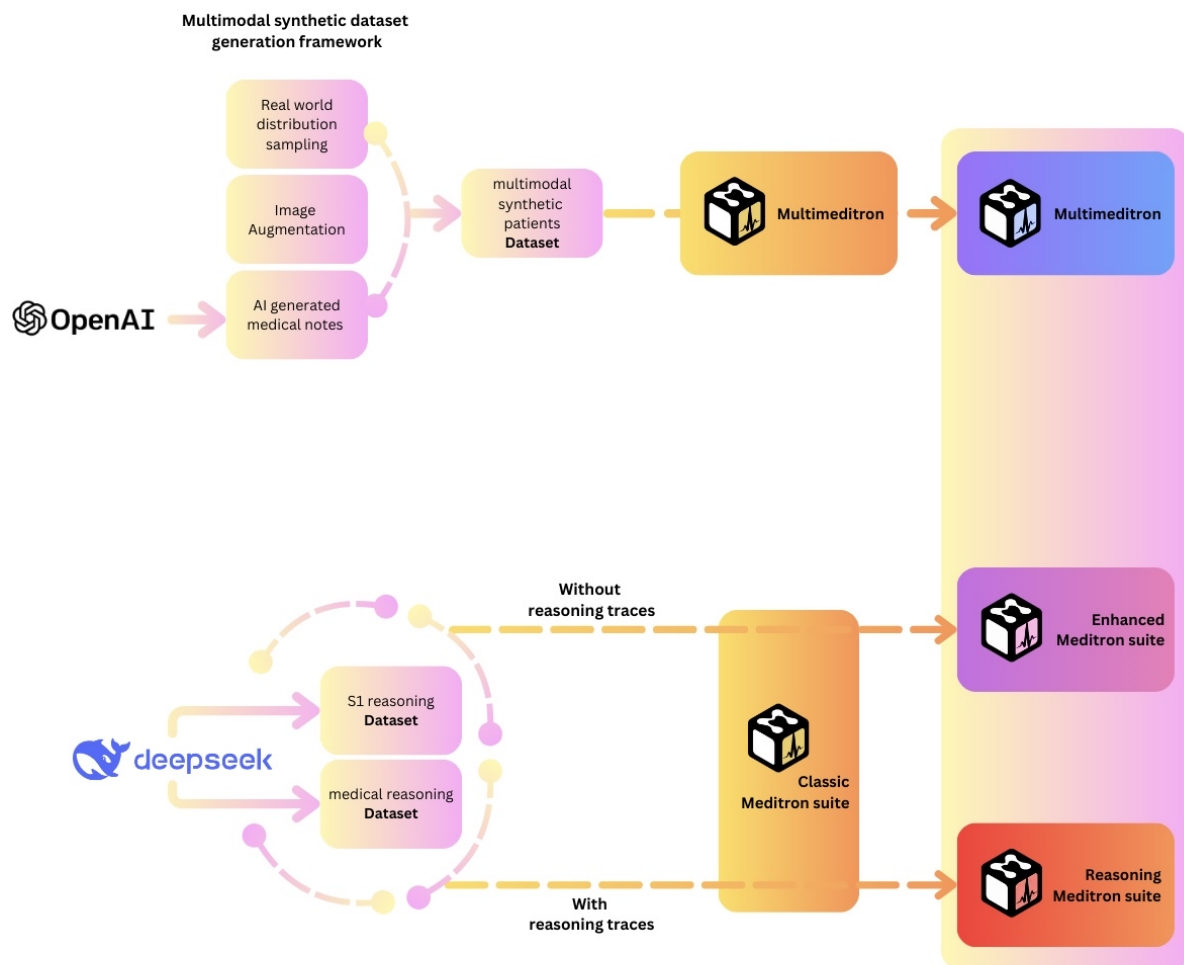 Multimodal synthetic dataset
generation framework
Real world
distribution
sampling
Image
Augmentation
AI generated
medical notes
OpenAI
multimodal
synthetic
patients
Dataset
Multimeditron
Multimeditron
Without
reasoning traces
Enhanced
Meditron suite
S1 reasoning
Dataset
deepseek
medical reasoning
Dataset
Classic
Meditron suite
Reasoning
Meditron suite
With
reasoning traces